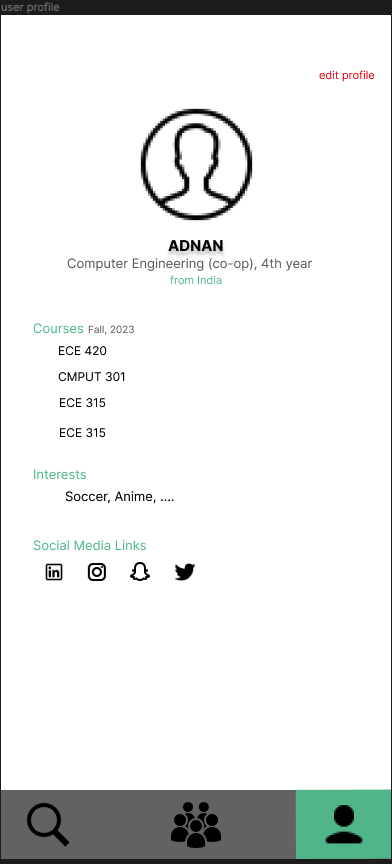 user profile
edit profile
ADNAN
Computer Engineering (co-op), 4th year
from India
Courses Fall, 2023
ECE 420
CMPUT 301
ECE 315
ECE 315
Interests
Soccer, Anime, ....
Social Media Links
in